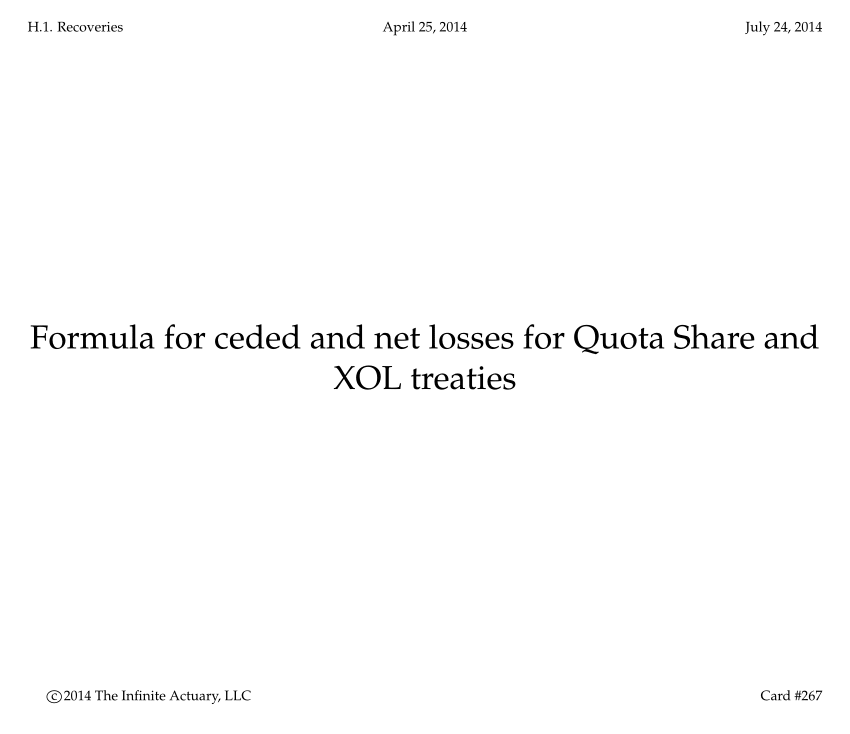 H.1. Recoveries April 25, 2014 July 24, 2014
Formula for ceded and net losses for Quota Share and
XOL treaties
©2014 The Infinite Actuary, LLC Card #267